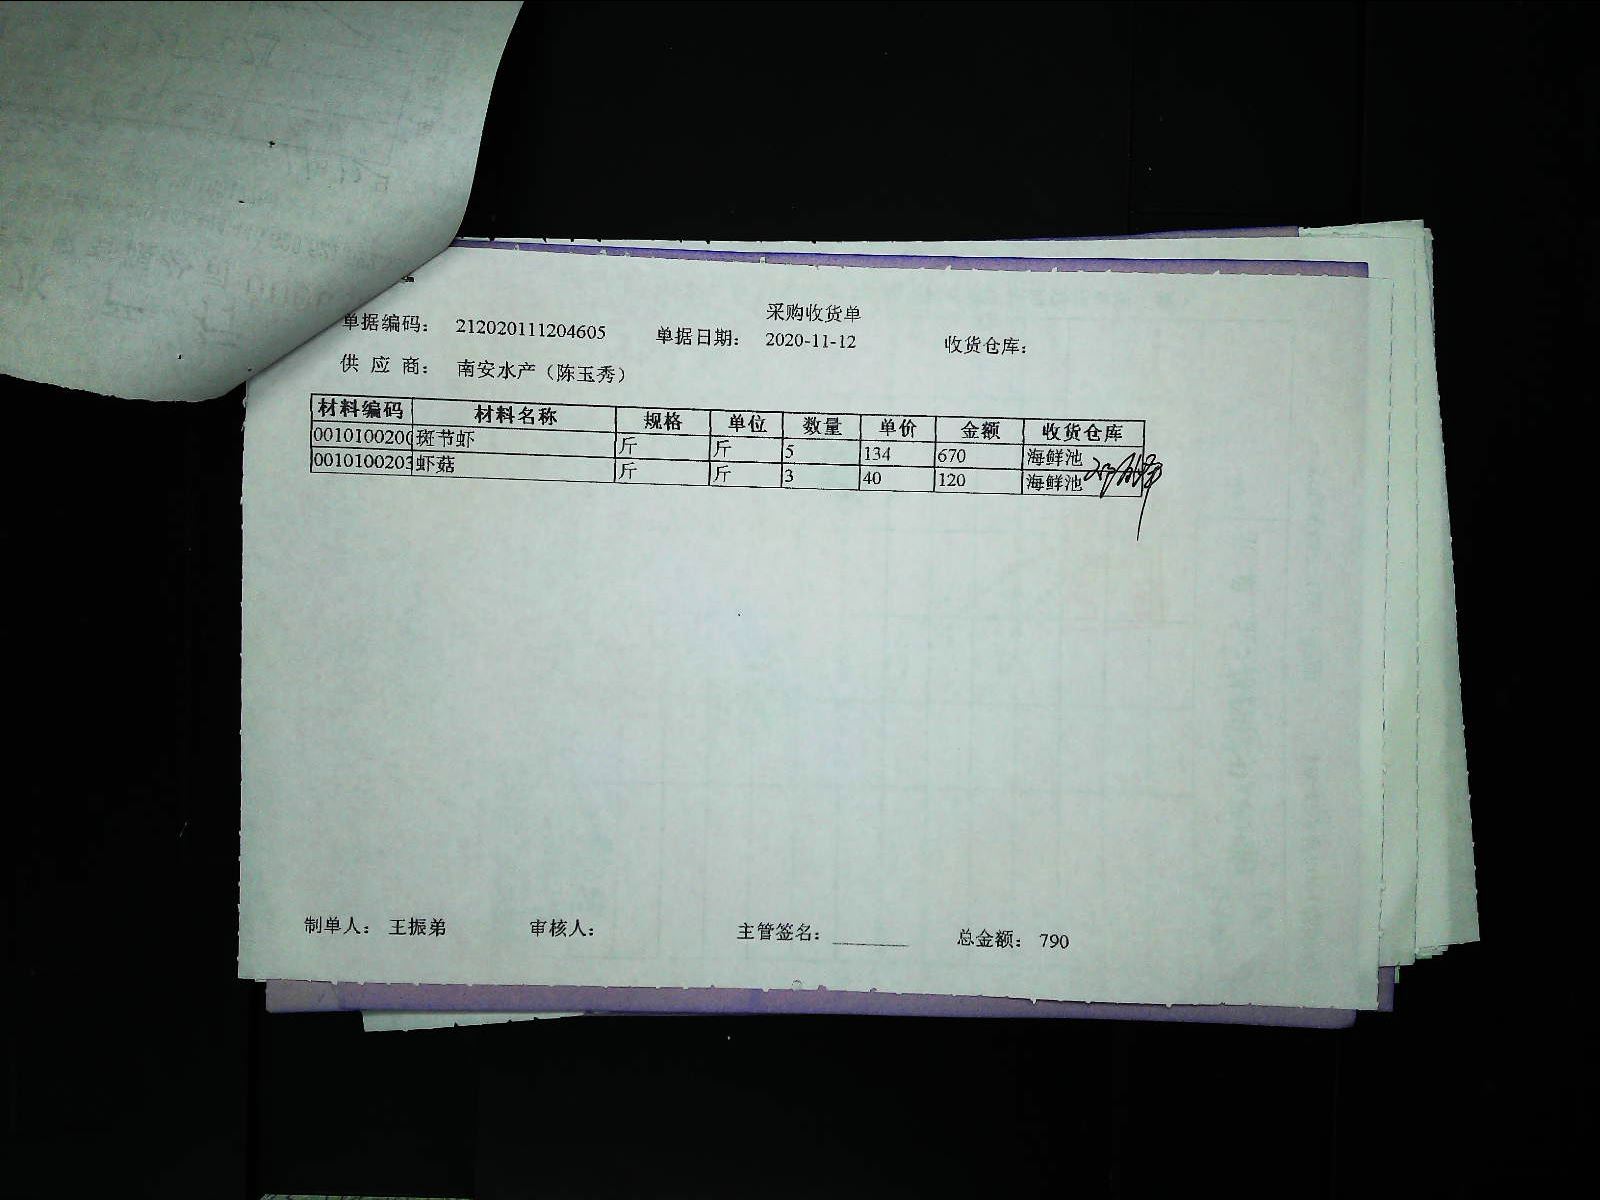 采购收货单
单据编码： 212020111204605 单据日期： 2020-11-12 收货仓库：
供 应 商： 南安水产（陈玉秀）
材料编码 材料名称 规格 单位 数量 单价 金额 收货仓库
001010020 斑节虾 斤 斤 5 134 670 海鲜池
0010100203 虾菇 斤 斤 3 40 120 海鲜池
制单人： 王振弟 审核人： 主管签名： ________ 总金额： 790